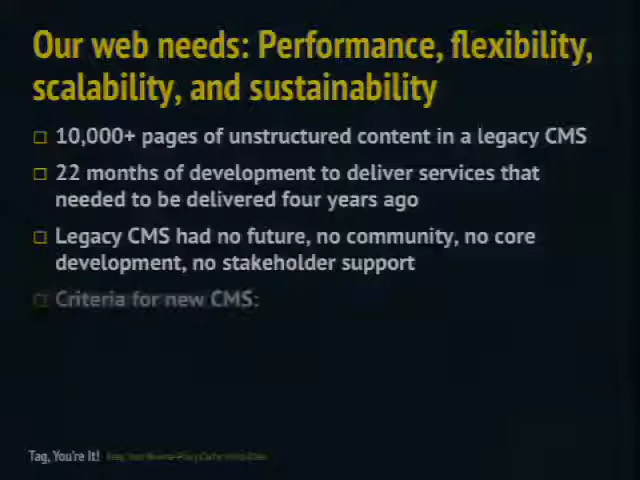 Our web needs: Performance, flexibility,
scalability, and sustainability
10,000+ pages of unstructured content in a legacy CMS
22 months of development to deliver services that
needed to be delivered four years ago
Legacy CMS had no future, no community, no core
development, no stakeholder support
Criteria for new CMS:
Tag, You're It!